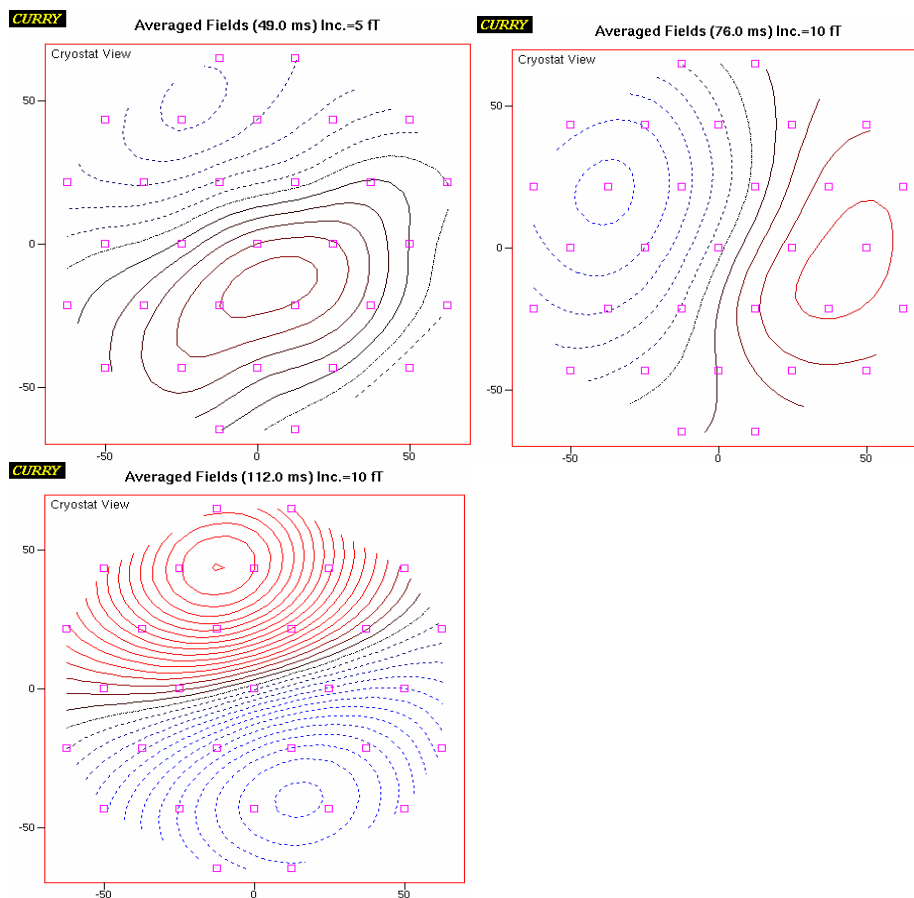 CURRY
Averaged Fields (49.0 ms) Inc.=5 fT
Cryostat View
50
0
-50
-50
0
50
CURRY
Averaged Fields (76.0 ms) Inc.=10 fT
Cryostat View
50
0
-50
-50
0
50
CURRY
Averaged Fields (112.0 ms) Inc.=10 fT
Cryostat View
50
0
-50
-50
0
50